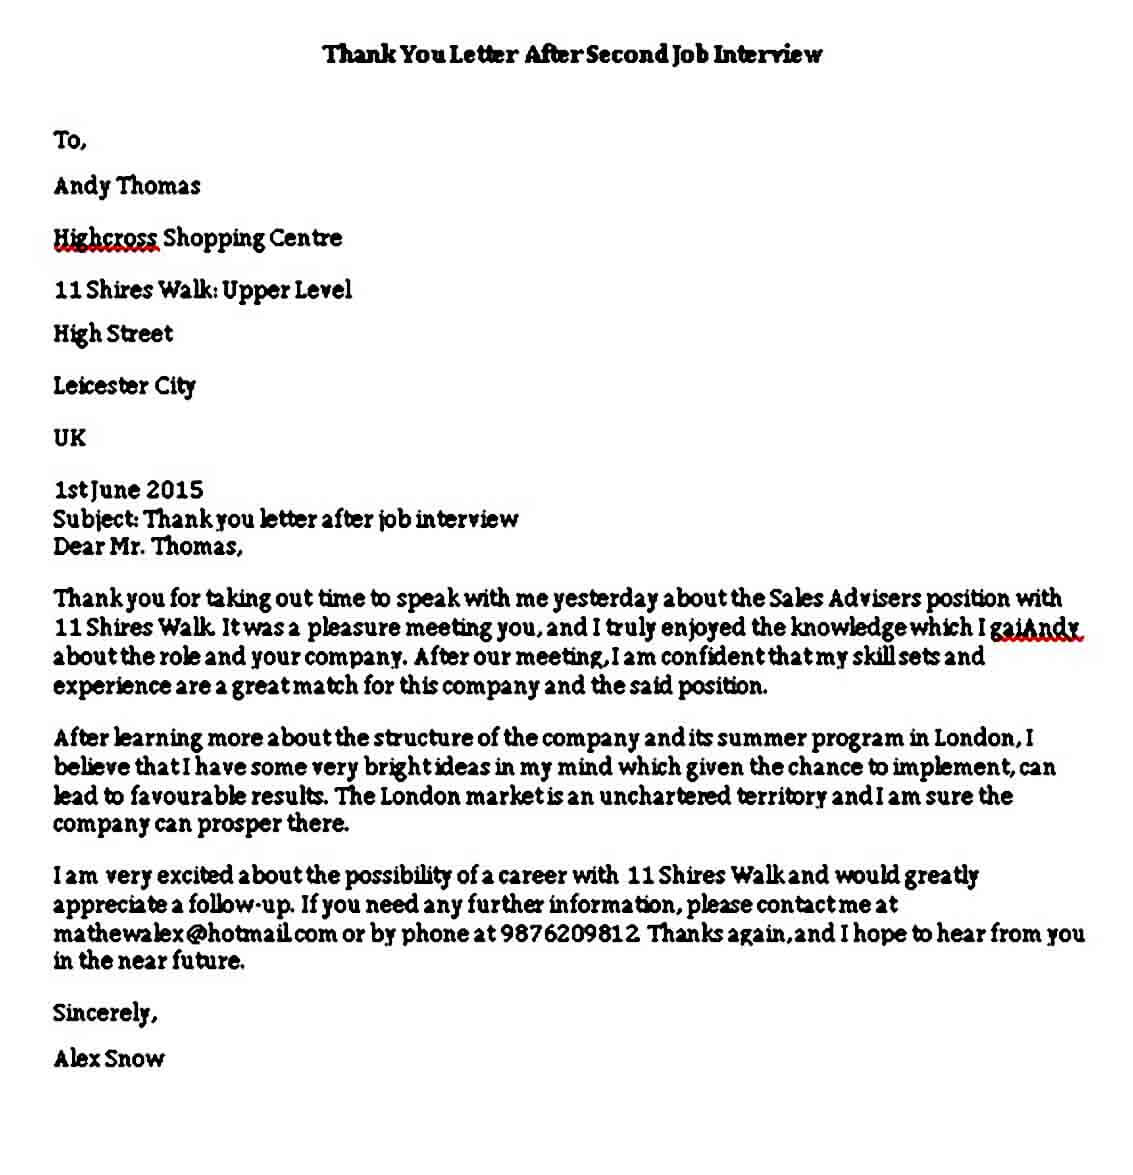 Thank You Letter After Second Job Interview
To,
Andy Thomas
Highcross Shopping Centre
11 Shires Walk: Upper Level
High Street
Leicester City
UK
1st June 2015
Subject: Thank you letter after job interview
Dear Mr. Thomas,
Thank you for taking out time to speak with me yesterday about the Sales Advisers position with
11 Shires Walk. It was a pleasure meeting you, and I truly enjoyed the knowledge which I gaiAndy
about the role and your company. After our meeting, I am confident that my skill sets and
experience are a great match for this company and the said position.
After learning more about the structure of the company and its summer program in London, I
believe that I have some very bright ideas in my mind which given the chance to implement, can
lead to favourable results. The London market is an unchartered territory and I am sure the
company can prosper there.
I am very excited about the possibility of a career with 11 Shires Walk and would greatly
appreciate a follow-up. If you need any further information, please contact me at
mathewalex@hotmail.com or by phone at 9876209812. Thanks again, and I hope to hear from you
in the near future.
Sincerely,
Alex Snow